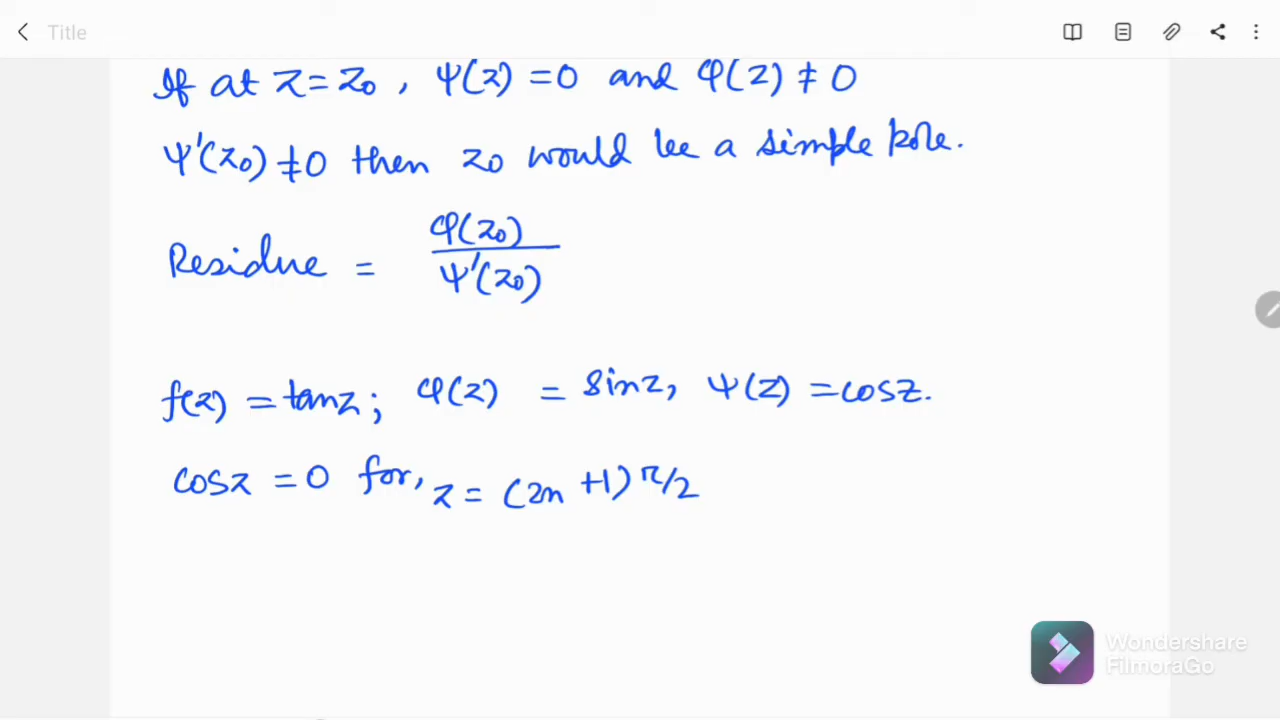 Title
If at z = z₀, ψ(z) = 0 and φ(z) ≠ 0
ψ'(z₀) ≠ 0 then z₀ would be a simple pole.
Residue = φ(z₀) / ψ'(z₀)
f(z) = tanz; φ(z) = sinz, ψ(z) = cosz.
cosz = 0 for, z = (2n+1) π/2
Wondershare
FilmoraGo